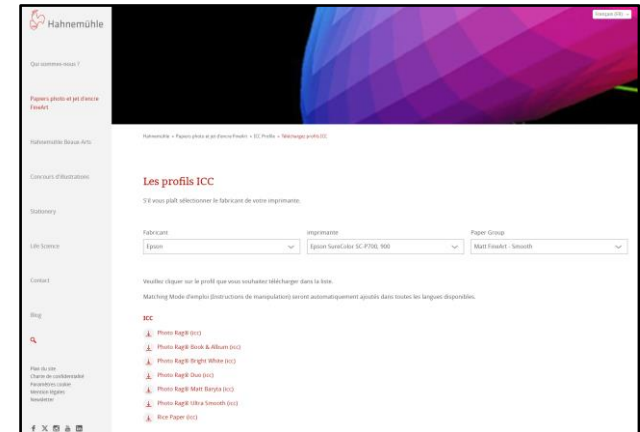 Hahnemühle
Français (FR)
Qui sommes-nous ?
Papiers photo et jet d'encre
FineArt
Hahnemühle Beaux-Arts
Concours d'illustrations
Stationery
Life Science
Contact
Blog
Plan du site
Charte de confidentialité
Paramètres cookie
Mention légales
Newsletter
Hahnemühle » Papiers photo et jet d'encre FineArt » ICC Profile » Télécharger profils ICC
Les profils ICC
S'il vous plaît sélectionner le fabricant de votre imprimante.
Fabricant
Imprimante
Paper Group
Epson
Epson SureColor SC-P700, 900
Matt FineArt - Smooth
Veuillez cliquer sur le profil que vous souhaitez télécharger dans la liste.
Matching Mode d'emploi (Instructions de manipulation) seront automatiquement ajoutés dans toutes les langues disponibles.
ICC
Photo Rag® (icc)
Photo Rag® Book & Album (icc)
Photo Rag® Bright White (icc)
Photo Rag® Duo (icc)
Photo Rag® Matt Baryta (icc)
Photo Rag® Ultra Smooth (icc)
Rice Paper (icc)